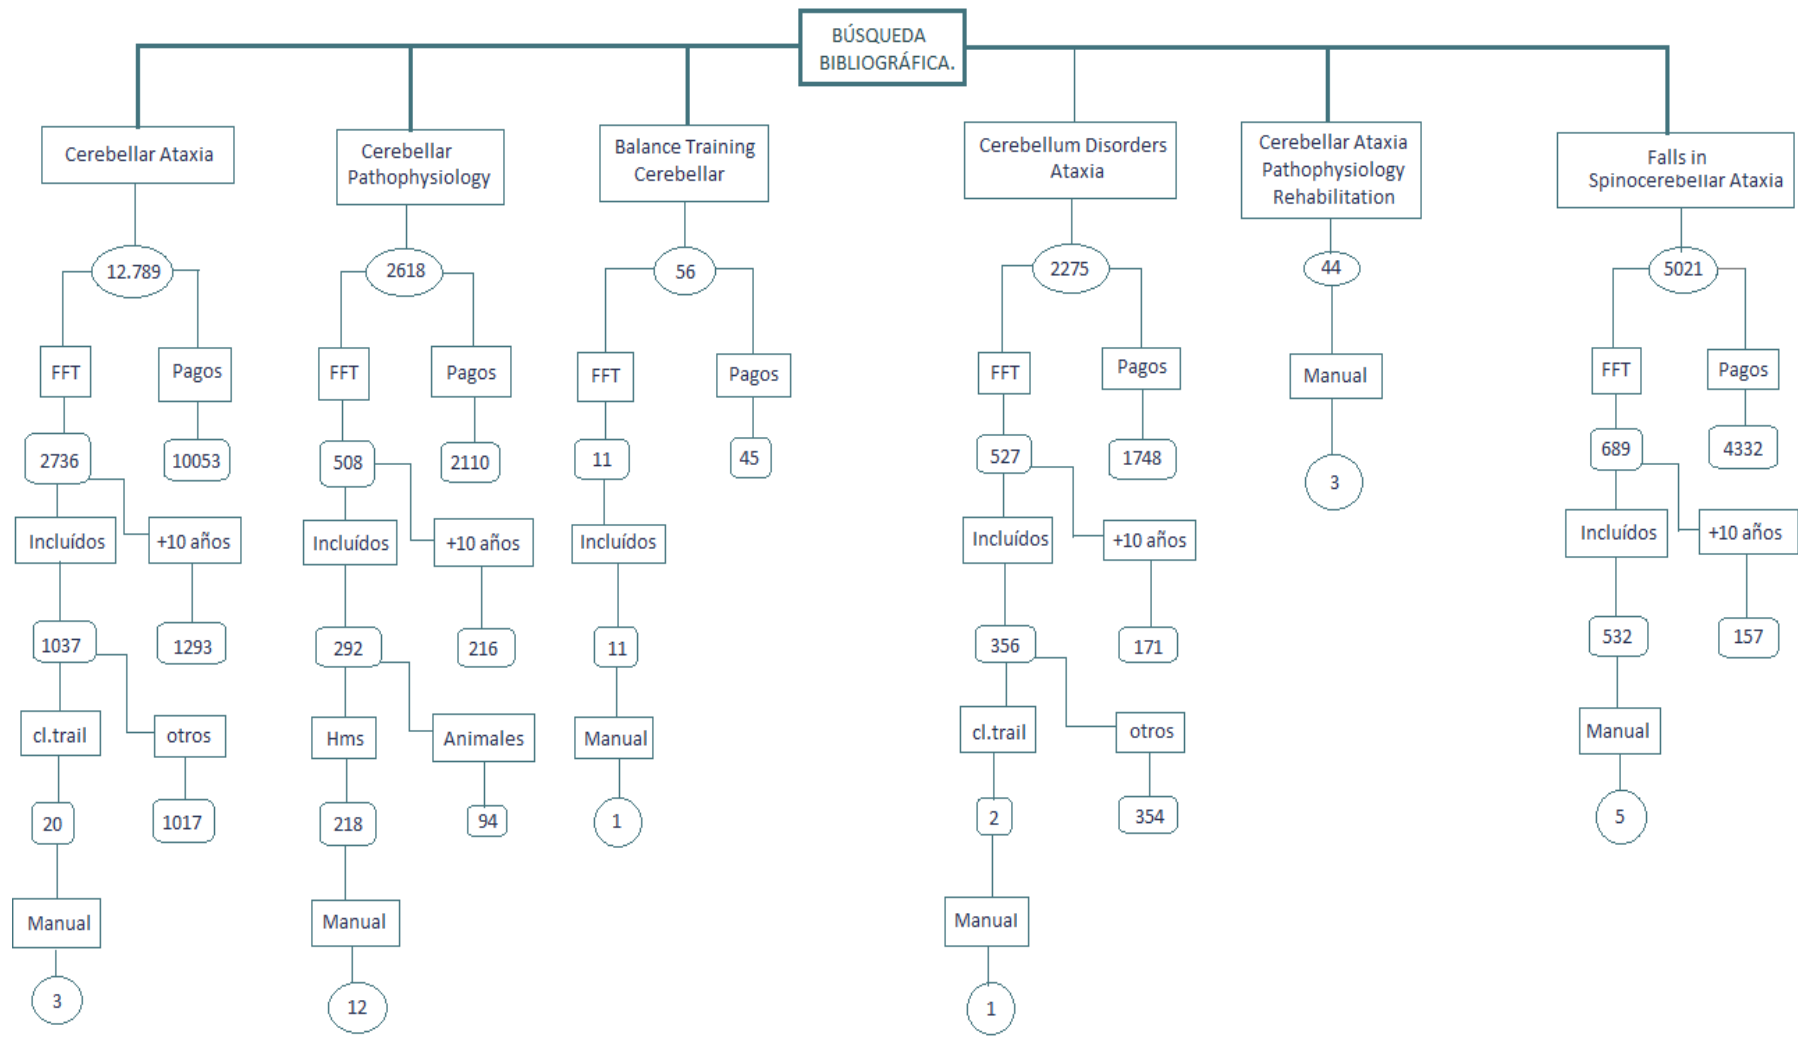 BÚSQUEDA
BIBLIOGRÁFICA.
Cerebellar Ataxia
12.789
FFT
Pagos
2736
10053
Incluídos
+10 años
1037
1293
cl.trail
otros
20
1017
Manual
3
Cerebellar
Pathophysiology
2618
FFT
Pagos
508
2110
Incluídos
+10 años
292
216
Hms
Animales
218
94
Manual
12
Balance Training
Cerebellar
56
FFT
Pagos
11
45
Incluídos
11
Manual
1
Cerebellum Disorders
Ataxia
2275
FFT
Pagos
527
1748
Incluídos
+10 años
356
171
cl.trail
otros
2
354
Manual
1
Cerebellar Ataxia
Pathophysiology
Rehabilitation
44
Manual
3
Falls in
Spinocerebellar Ataxia
5021
FFT
Pagos
689
4332
Incluídos
+10 años
532
157
Manual
5